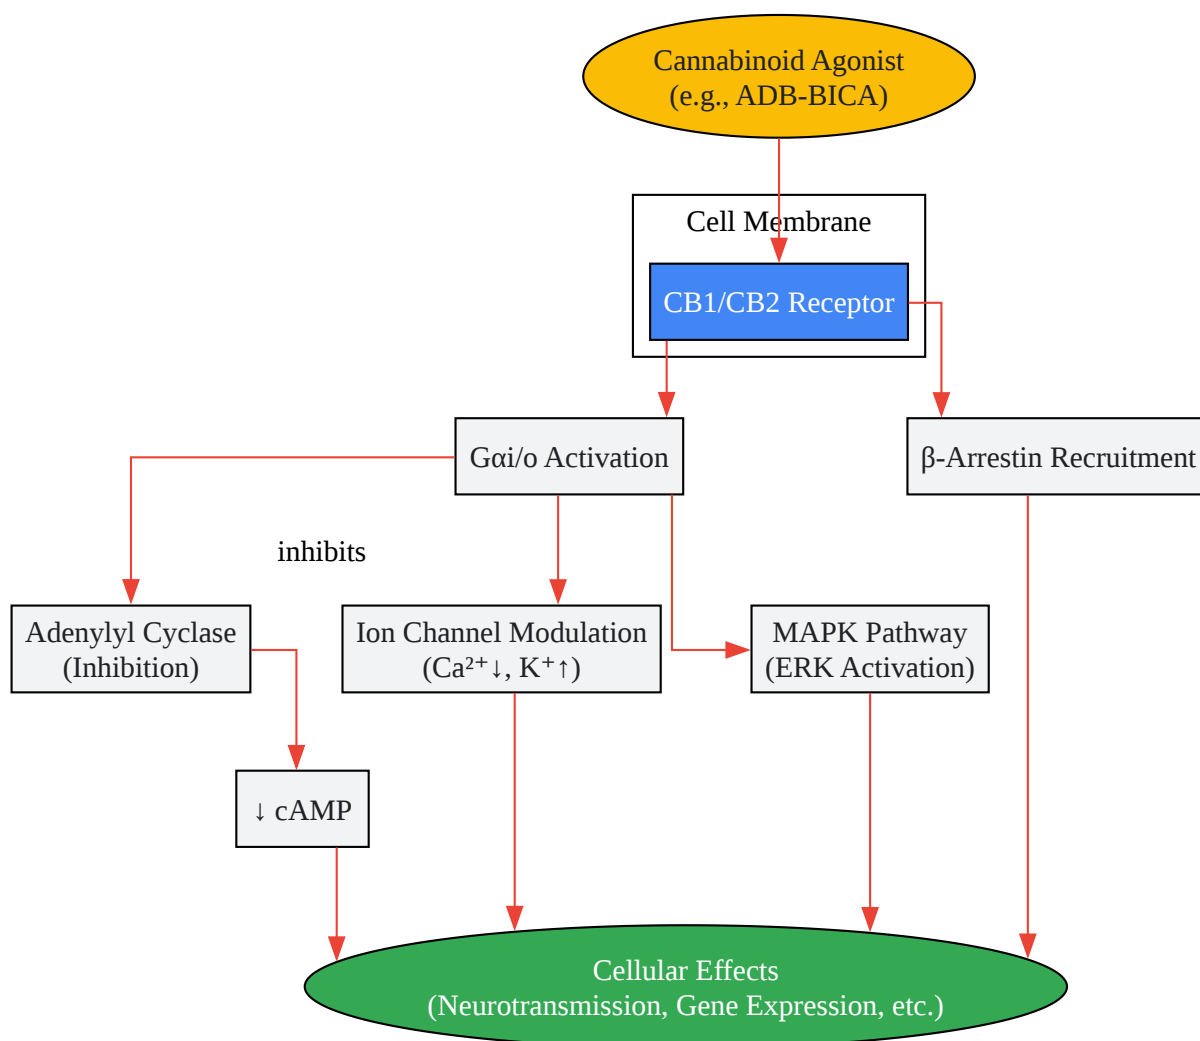 Cannabinoid Agonist
(e.g., ADB-BICA)
Cell Membrane
CB1/CB2 Receptor
Gαi/o Activation
β-Arrestin Recruitment
inhibits
Adenylyl Cyclase
(Inhibition)
Ion Channel Modulation
(Ca²⁺↓, K⁺↑)
MAPK Pathway
(ERK Activation)
↓ cAMP
Cellular Effects
(Neurotransmission, Gene Expression, etc.)